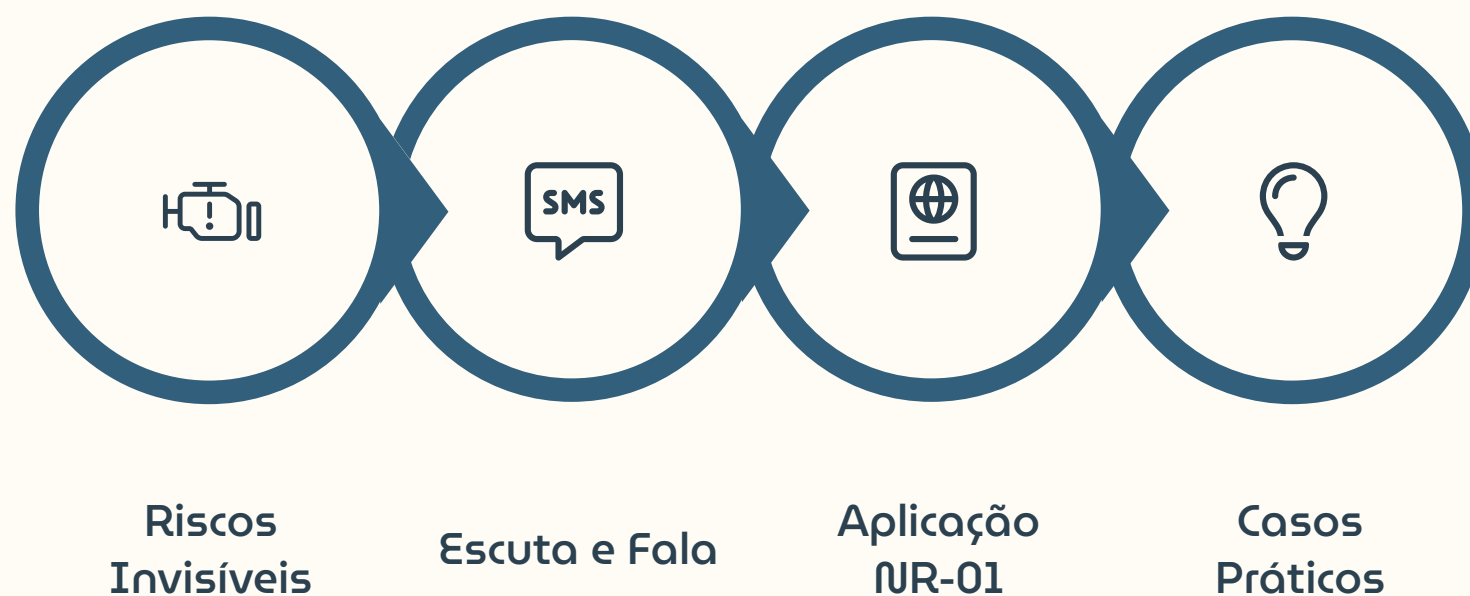 SMS
Riscos
Invisíveis
Escuta e Fala
Aplicação
NR-01
Casos
Práticos